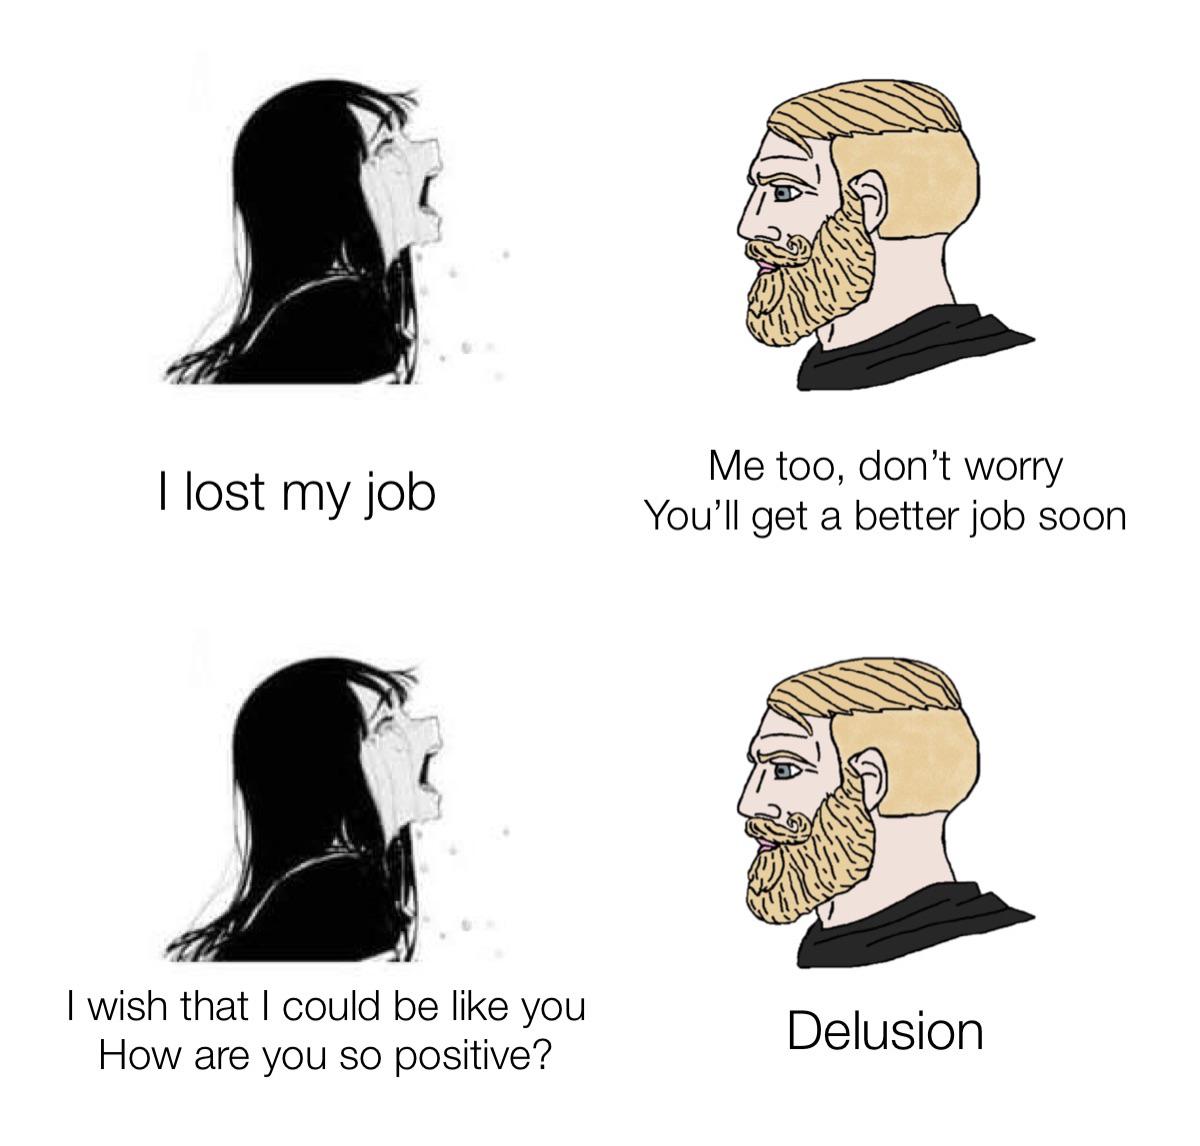 I lost my job
Me too, don’t worry
You’ll get a better job soon
I wish that I could be like you
How are you so positive?
Delusion